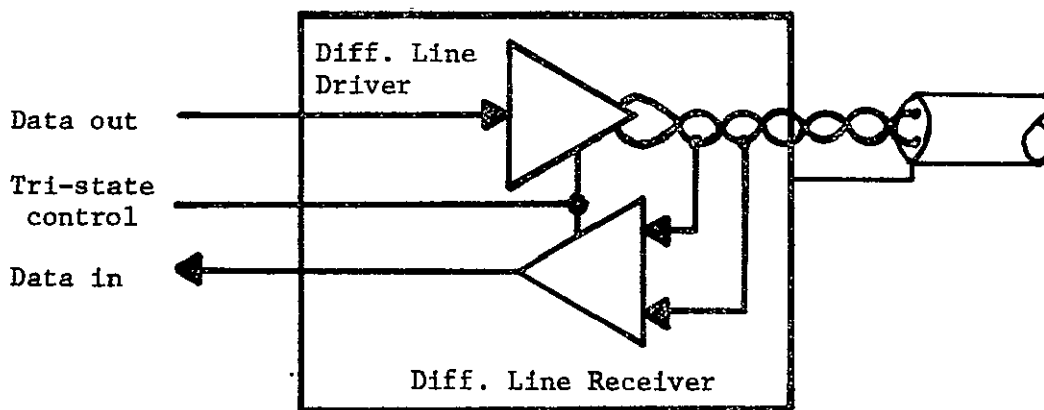 Diff. Line
Driver
Data out
Tri-state
control
Data in
Diff. Line Receiver